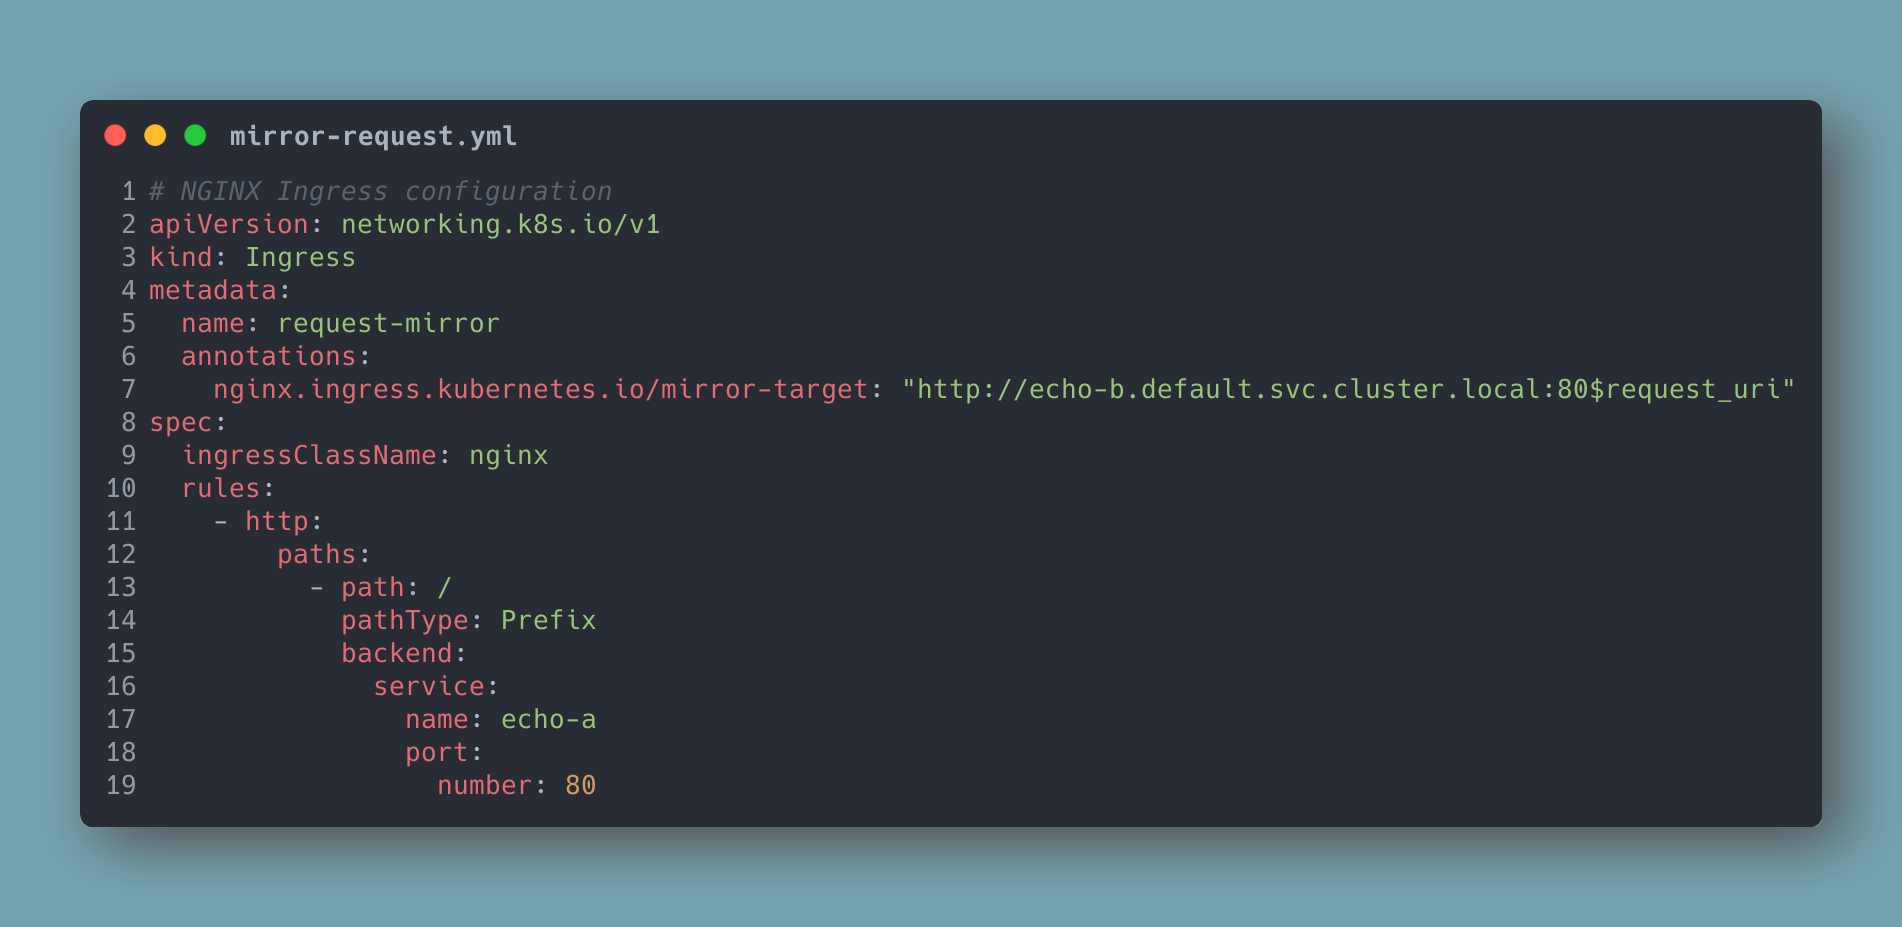 mirror-request.yml
1 # NGINX Ingress configuration
2 apiVersion: networking.k8s.io/v1
3 kind: Ingress
4 metadata:
5   name: request-mirror
6   annotations:
7     nginx.ingress.kubernetes.io/mirror-target: "http://echo-b.default.svc.cluster.local:80$request_uri"
8 spec:
9   ingressClassName: nginx
10   rules:
11     - http:
12         paths:
13           - path: /
14             pathType: Prefix
15             backend:
16               service:
17                 name: echo-a
18                 port:
19                   number: 80